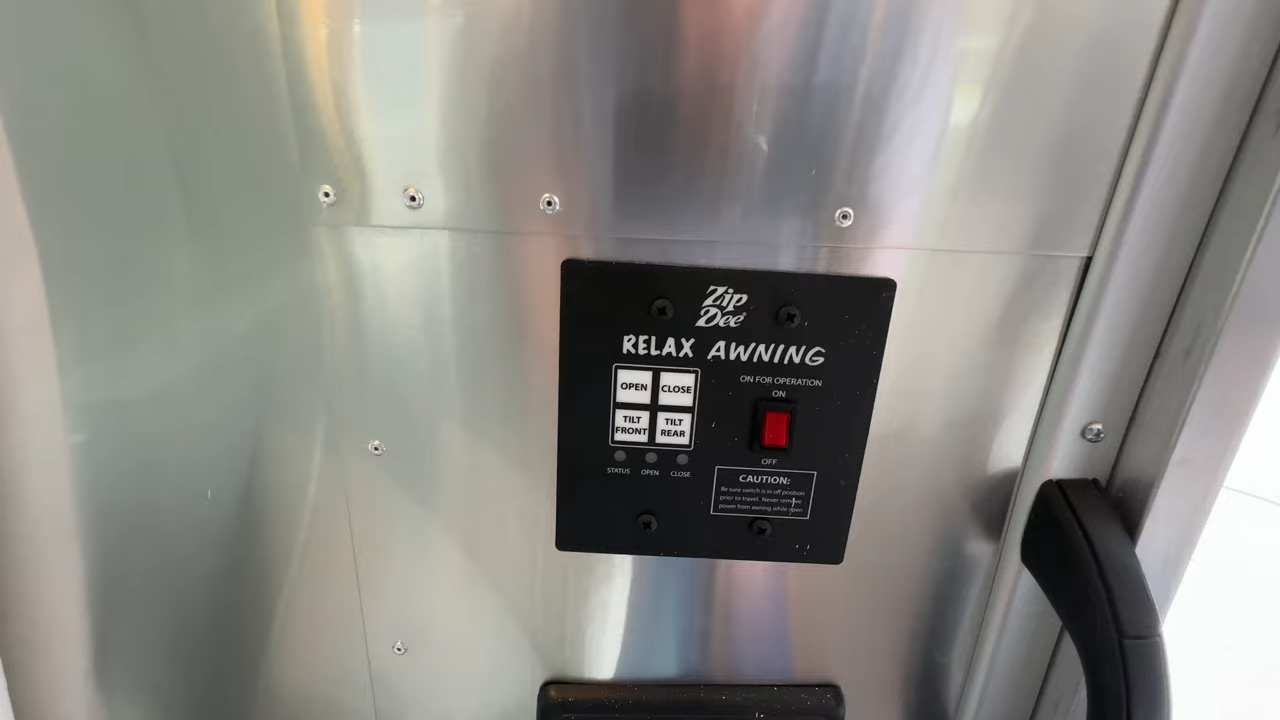 Zip
Dee
RELAX AWNING
OPEN CLOSE
TILT FRONT TILT REAR
STATUS OPEN CLOSE
ON FOR OPERATION
ON
OFF
CAUTION:
Be sure switch is in off position
prior to travel. Never remove
power from awning while open